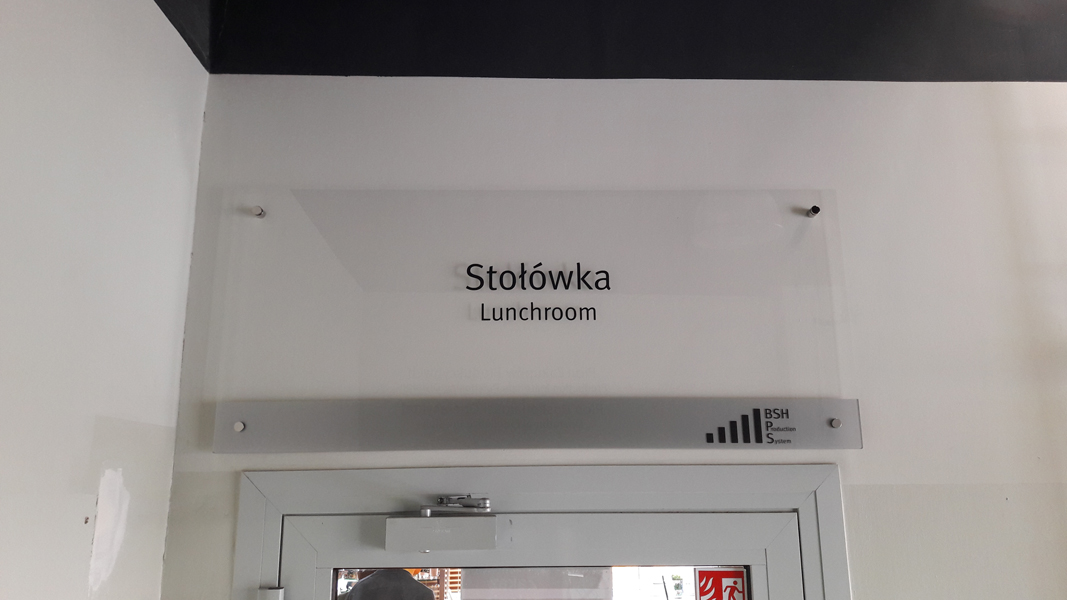 Stołówka
Lunchroom
BSH
Production
System